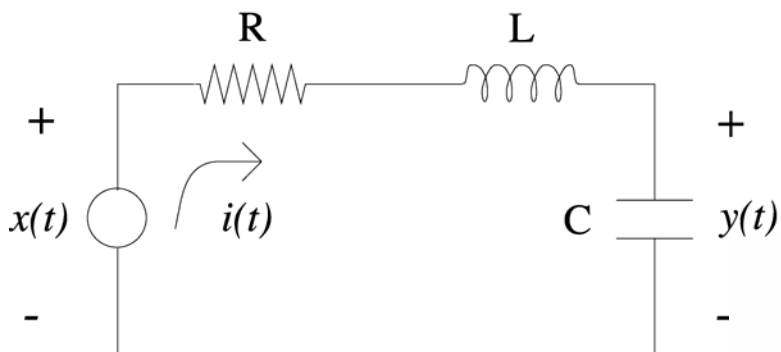 R L
+ +
x(t) i(t) C y(t)
- -